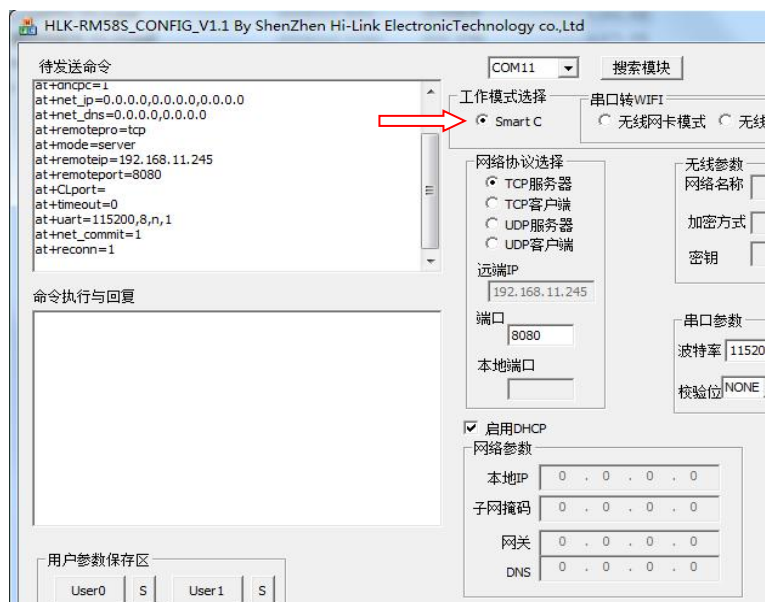 HLK-RM58S_CONFIG_V1.1 By ShenZhen Hi-Link ElectronicTechnology co.,Ltd
待发送命令
at+dhcpc=1
at+net_ip=0.0.0.0,0.0.0.0,0.0.0.0
at+net_dns=0.0.0.0,0.0.0.0
at+remotepro=tcp
at+mode=server
at+remoteip=192.168.11.245
at+remoteport=8080
at+CLport=
at+timeout=0
at+uart=115200,8,n,1
at+net_commit=1
at+reconn=1
命令执行与回复
用户参数保存区
User0 S User1 S
COM11 搜索模块
工作模式选择
Smart C
串口转WIFI
无线网卡模式 无线
网络协议选择
TCP服务器
TCP客户端
UDP服务器
UDP客户端
远端IP
192.168.11.245
端口
8080
本地端口
无线参数
网络名称
加密方式
密钥
串口参数
波特率 11520
校验位 NONE
启用DHCP
网络参数
本地IP 0 . 0 . 0 . 0
子网掩码 0 . 0 . 0 . 0
网关 0 . 0 . 0 . 0
DNS 0 . 0 . 0 . 0